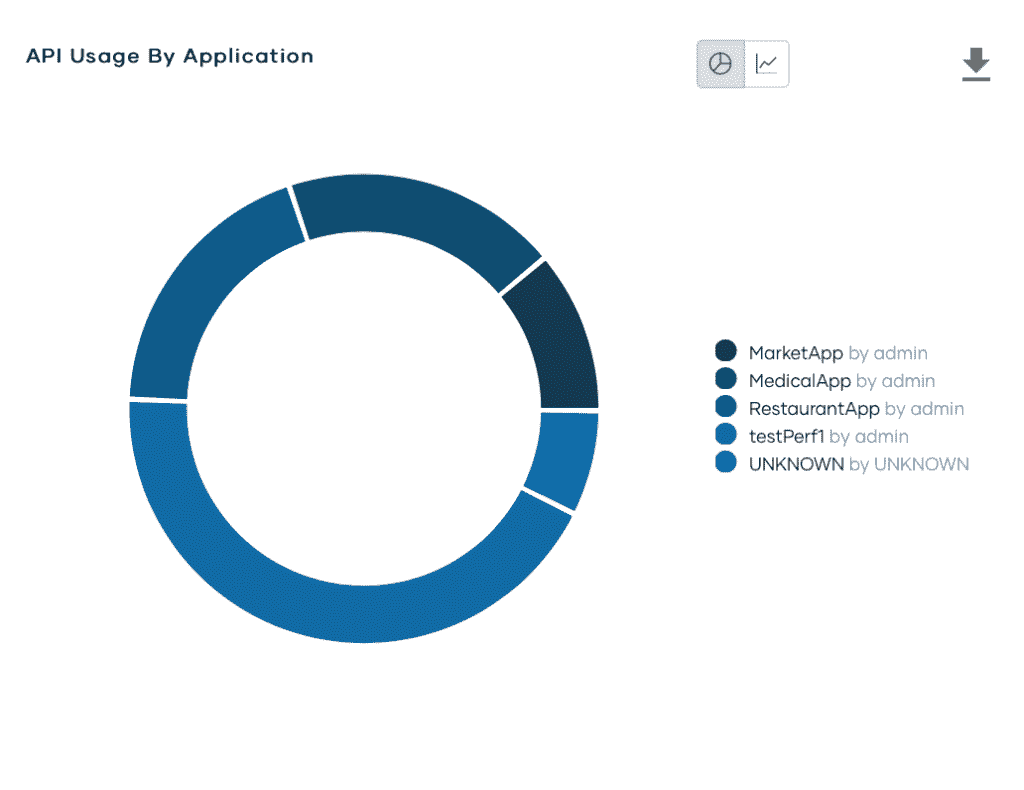 API Usage By Application
MarketApp by admin
MedicalApp by admin
RestaurantApp by admin
testPerf1 by admin
UNKNOWN by UNKNOWN